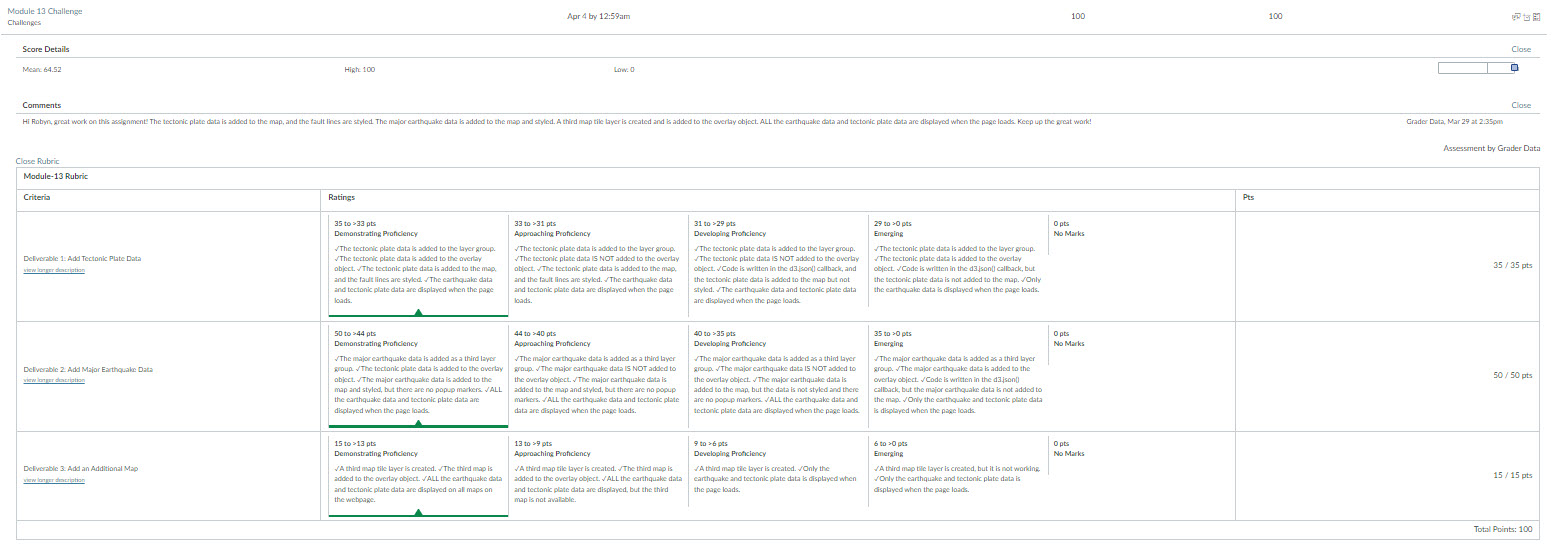 Module 13 Challenge
Challenges
Apr 4 by 12:59am
100
100
Score Details
Close
Mean: 64.52
High: 100
Low: 0
Comments
Close
Hi Robyn, great work on this assignment! The tectonic plate data is added to the map, and the fault lines are styled. The major earthquake data is added to the map and styled. A third map tile layer is created and is added to the overlay object. ALL the earthquake data and tectonic plate data are displayed when the page loads. Keep up the great work!
Grader Data, Mar 29 at 2:35pm
Assessment by Grader Data
Close Rubric
Module-13 Rubric
Criteria
Ratings
Pts
Deliverable 1: Add Tectonic Plate Data
view longer description
35 to >33 pts
Demonstrating Proficiency
✓The tectonic plate data is added to the layer group.
✓The tectonic plate data is added to the overlay
object. ✓The tectonic plate data is added to the map,
and the fault lines are styled. ✓The earthquake data
and tectonic plate data are displayed when the page
loads.
33 to >31 pts
Approaching Proficiency
✓The tectonic plate data is added to the layer group.
✓The tectonic plate data IS NOT added to the overlay
object. ✓The tectonic plate data is added to the map,
and the fault lines are styled. ✓The earthquake data
and tectonic plate data are displayed when the page
loads.
31 to >29 pts
Developing Proficiency
✓The tectonic plate data is added to the layer group.
✓The tectonic plate data IS NOT added to the overlay
object. ✓Code is written in the d3.json() callback, and
the tectonic plate data is added to the map but not
styled. ✓The earthquake data and tectonic plate data
are displayed when the page loads.
29 to >0 pts
Emerging
✓The tectonic plate data is added to the layer group.
✓The tectonic plate data is added to the overlay
object. ✓Code is written in the d3.json() callback, but
the tectonic plate data is not added to the map. ✓Only
the earthquake data is displayed when the page loads.
0 pts
No Marks
35 / 35 pts
Deliverable 2: Add Major Earthquake Data
view longer description
50 to >44 pts
Demonstrating Proficiency
✓The major earthquake data is added as a third layer
group. ✓The tectonic plate data is added to the overlay
object. ✓The major earthquake data is added to the
map and styled, but there are no popup markers. ✓ALL
the earthquake data and tectonic plate data are
displayed when the page loads.
44 to >40 pts
Approaching Proficiency
✓The major earthquake data is added as a third layer
group. ✓The major earthquake data IS NOT added to
the overlay object. ✓The major earthquake data is
added to the map and styled, but there are no popup
markers. ✓ALL the earthquake data and tectonic plate
data are displayed when the page loads.
40 to >35 pts
Developing Proficiency
✓The major earthquake data is added as a third layer
group. ✓The major earthquake data IS NOT added to
the overlay object. ✓The major earthquake data is
added to the map, but the data is not styled and there
are no popup markers. ✓ALL the earthquake data and
tectonic plate data are displayed when the page loads.
35 to >0 pts
Emerging
✓The major earthquake data is added as a third layer
group. ✓The major earthquake data is added to the
overlay object. ✓Code is written in the d3.json()
callback, but the major earthquake data is not added to
the map. ✓Only the earthquake and tectonic plate data
is displayed when the page loads.
0 pts
No Marks
50 / 50 pts
Deliverable 3: Add an Additional Map
view longer description
15 to >13 pts
Demonstrating Proficiency
✓A third map tile layer is created. ✓The third map is
added to the overlay object. ✓ALL the earthquake data
and tectonic plate data are displayed on all maps on
the webpage.
13 to >9 pts
Approaching Proficiency
✓A third map tile layer is created. ✓The third map is
added to the overlay object. ✓ALL the earthquake data
and tectonic plate data are displayed, but the third
map is not available.
9 to >6 pts
Developing Proficiency
✓A third map tile layer is created. ✓Only the
earthquake and tectonic plate data is displayed when
the page loads.
6 to >0 pts
Emerging
✓A third map tile layer is created, but it is not working.
✓Only the earthquake and tectonic plate data is
displayed when the page loads.
0 pts
No Marks
15 / 15 pts
Total Points: 100